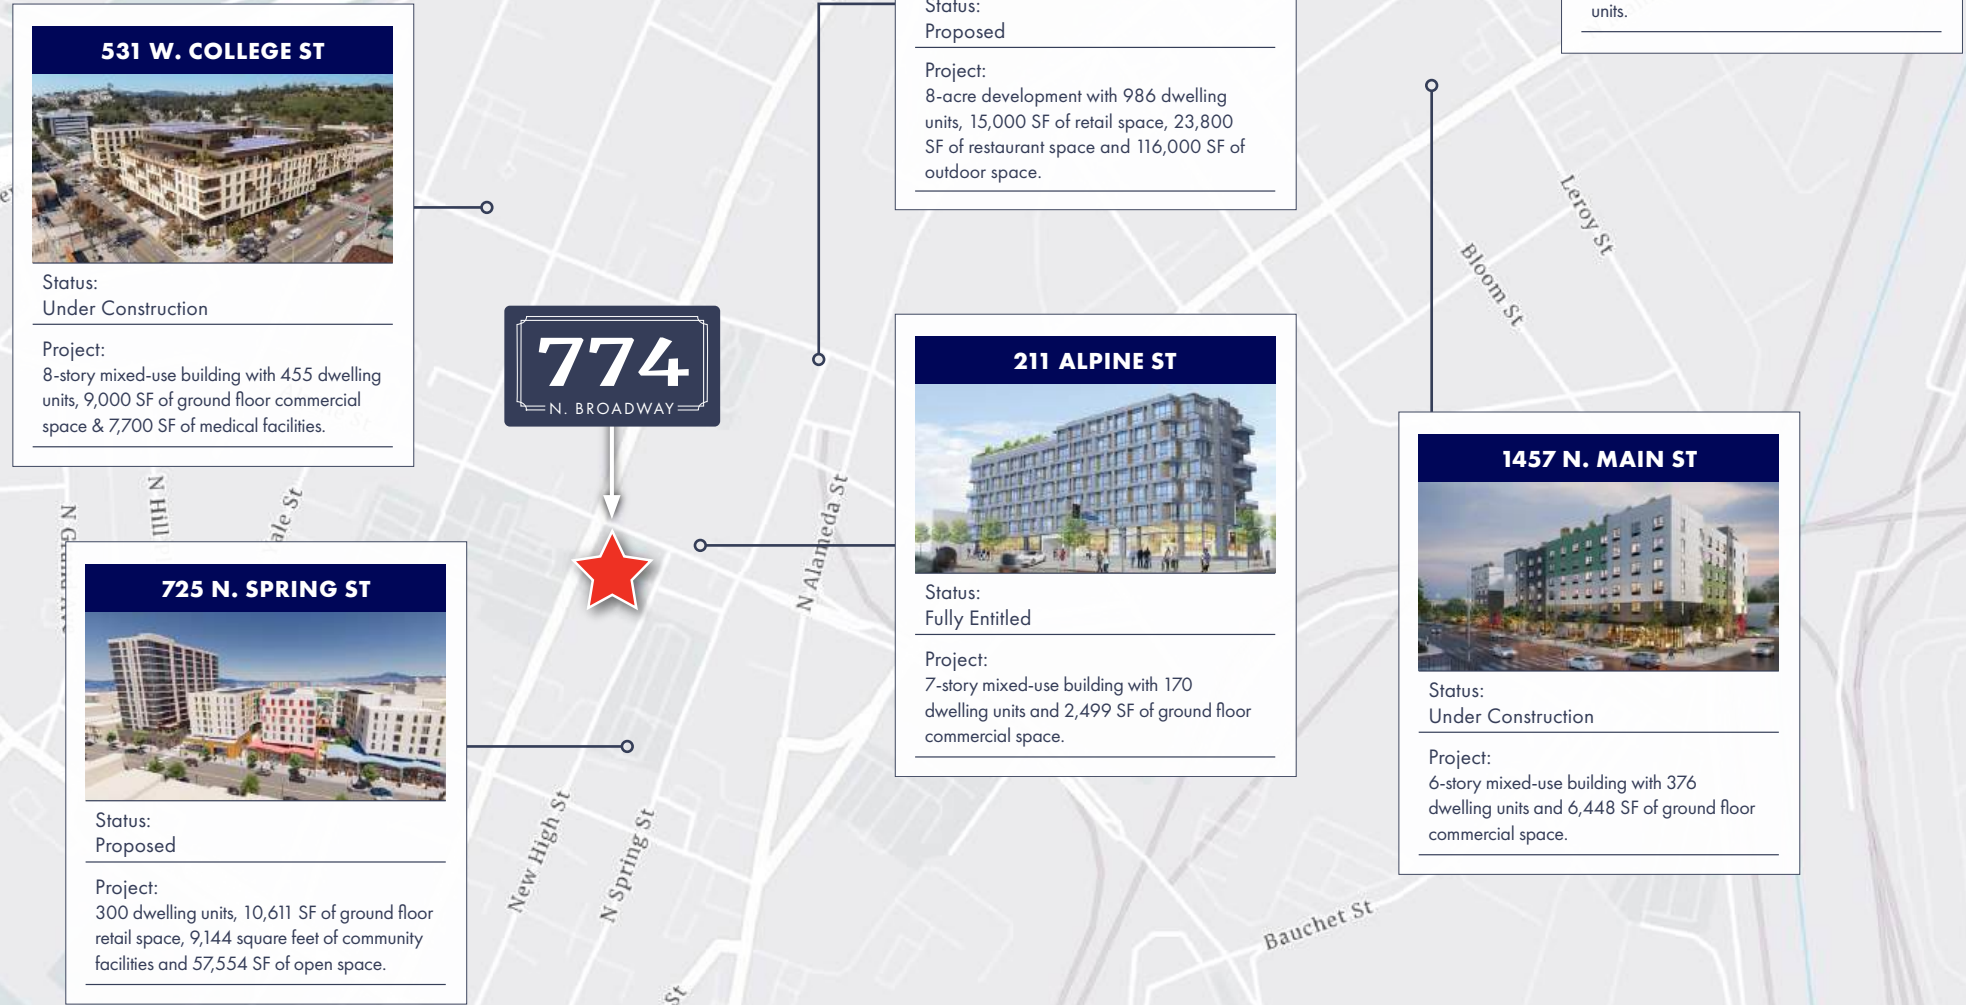 531 W. COLLEGE ST
Status:
Under Construction
Project:
8-story mixed-use building with 455 dwelling
units, 9,000 SF of ground floor commercial
space & 7,700 SF of medical facilities.
Status:
Proposed
Project:
8-acre development with 986 dwelling
units, 15,000 SF of retail space, 23,800
SF of restaurant space and 116,000 SF of
outdoor space.
units.
774
N. BROADWAY
211 ALPINE ST
Status:
Fully Entitled
Project:
7-story mixed-use building with 170
dwelling units and 2,499 SF of ground floor
commercial space.
1457 N. MAIN ST
Status:
Under Construction
Project:
6-story mixed-use building with 376
dwelling units and 6,448 SF of ground floor
commercial space.
725 N. SPRING ST
Status:
Proposed
Project:
300 dwelling units, 10,611 SF of ground floor
retail space, 9,144 square feet of community
facilities and 57,554 SF of open space.
Leroy St
Bloom St
N Alameda St
N Hill
ale St
New High St
N Spring St
Bauchet St
St